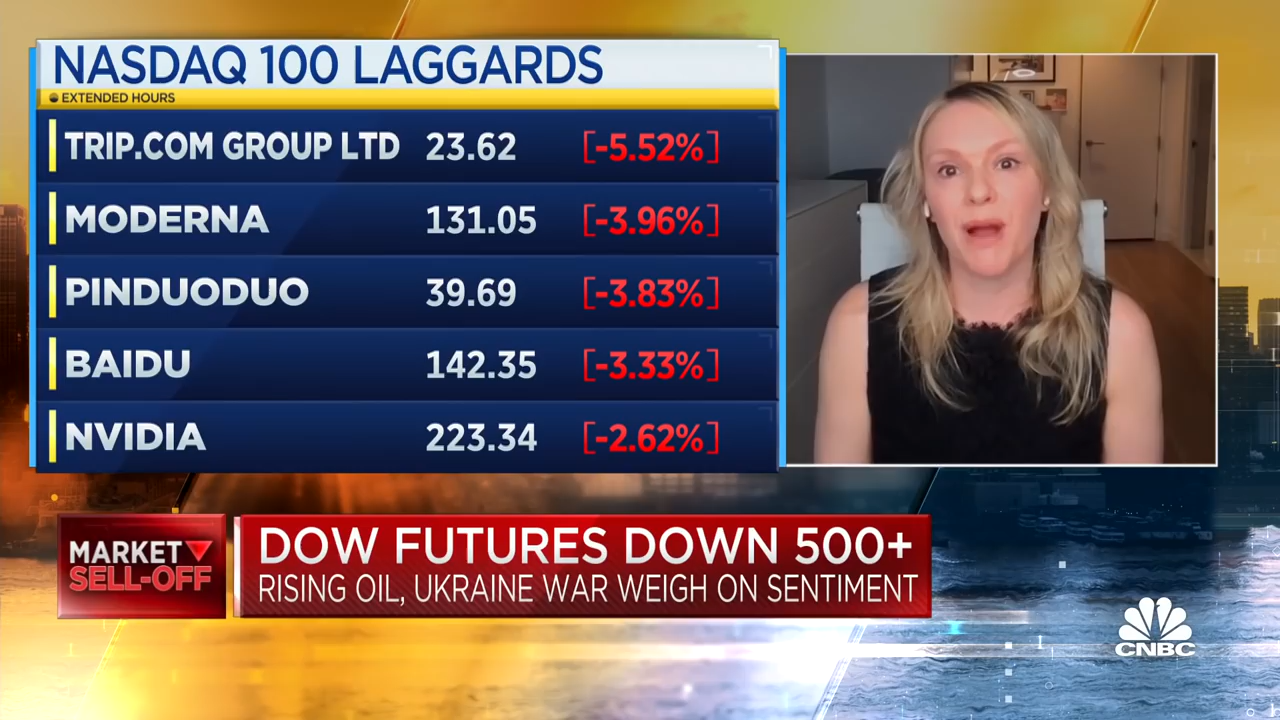 NASDAQ 100 LAGGARDS
EXTENDED HOURS
TRIP.COM GROUP LTD 23.62 [-5.52%]
MODERNA 131.05 [-3.96%]
PINDUODUO 39.69 [-3.83%]
BAIDU 142.35 [-3.33%]
NVIDIA 223.34 [-2.62%]
MARKET
SELL-OFF
DOW FUTURES DOWN 500+
RISING OIL, UKRAINE WAR WEIGH ON SENTIMENT
CNBC